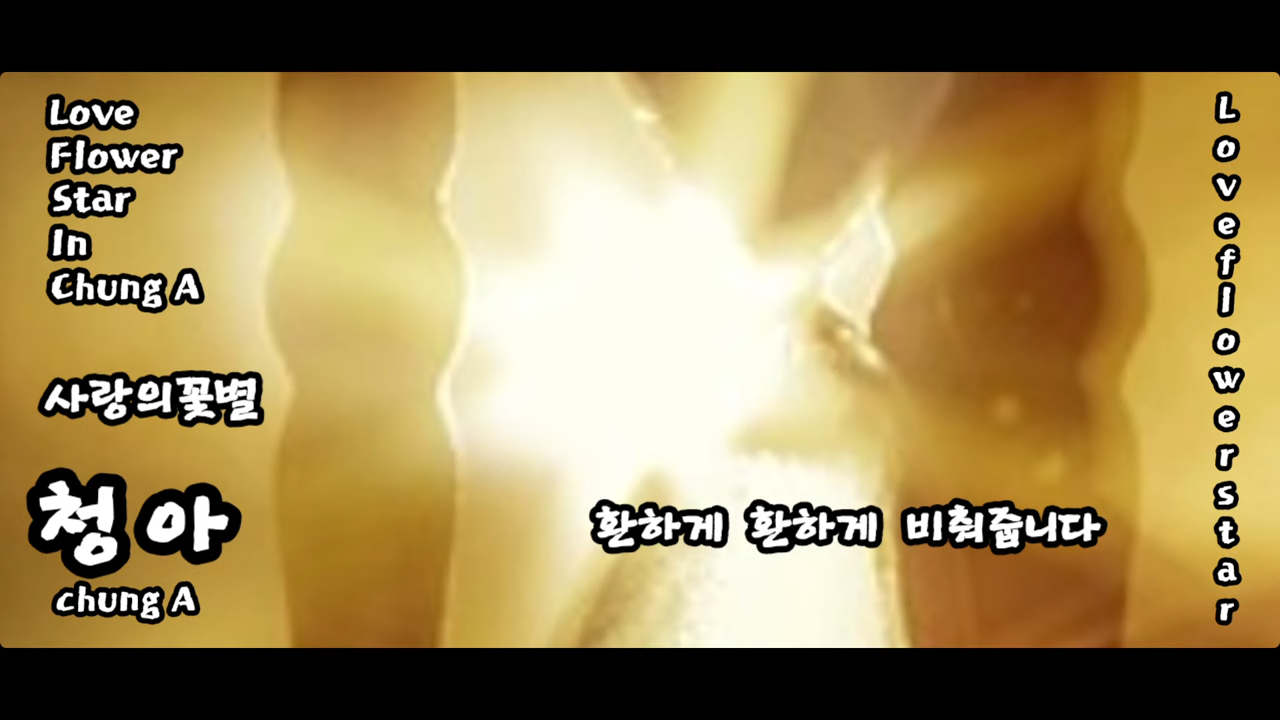 Love
Flower
Star
In
Chung A
사랑의꽃별
청아
chung A
환하게 환하게 비춰줍니다
Loveflowerstar